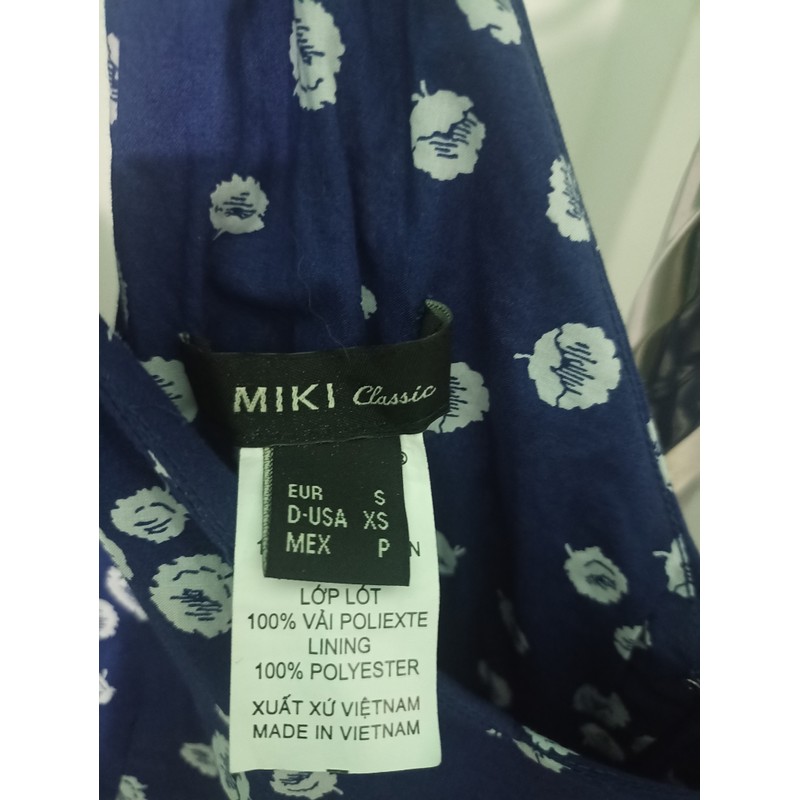 MIKI Classic
®
EUR S
D-USA XS
MEX P
LỚP LÓT
100% VẢI POLIEXTE
LINING
100% POLYESTER
XUẤT XỨ VIỆTNAM
MADE IN VIETNAM